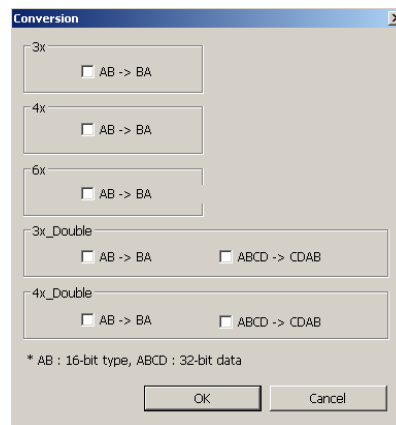 Conversion
3x
AB -> BA
4x
AB -> BA
6x
AB -> BA
3x_Double
AB -> BA ABCD -> CDAB
4x_Double
AB -> BA ABCD -> CDAB
* AB : 16-bit type, ABCD : 32-bit data
OK Cancel